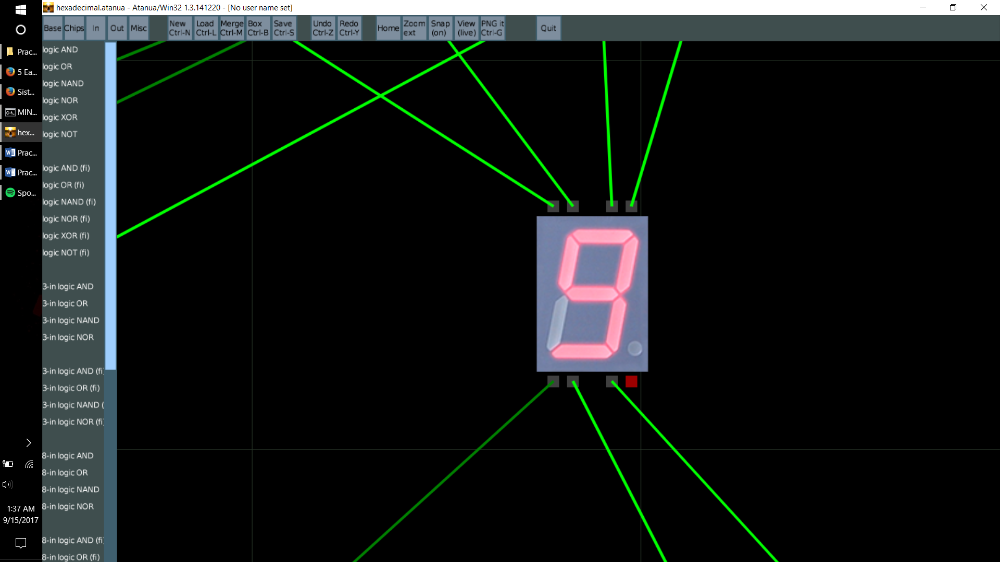 hexadecimal.atanua - Atanua/Win32 1.3.141220 - [No user name set]
Base Chips In Out Misc
New Ctrl-N
Load Ctrl-L
Merge Ctrl-M
Box Ctrl-B
Save Ctrl-S
Undo Ctrl-Z
Redo Ctrl-Y
Home
Zoom ext
Snap (on)
View (live)
PNG it Ctrl-G
Quit
Prac...
5 Ea...
Sist...
MIN...
hex...
Prac...
Prac...
Spo...
1:37 AM
9/15/2017
logic AND
logic OR
logic NAND
logic NOR
logic XOR
logic NOT
logic AND (fi)
logic OR (fi)
logic NAND (fi)
logic NOR (fi)
logic XOR (fi)
logic NOT (fi)
3-in logic AND
3-in logic OR
3-in logic NAND
3-in logic NOR
3-in logic AND (fi)
3-in logic OR (fi)
3-in logic NAND (
3-in logic NOR (fi)
8-in logic AND
8-in logic OR
8-in logic NAND
8-in logic NOR
8-in logic AND (fi)
8-in logic OR (fi)
9